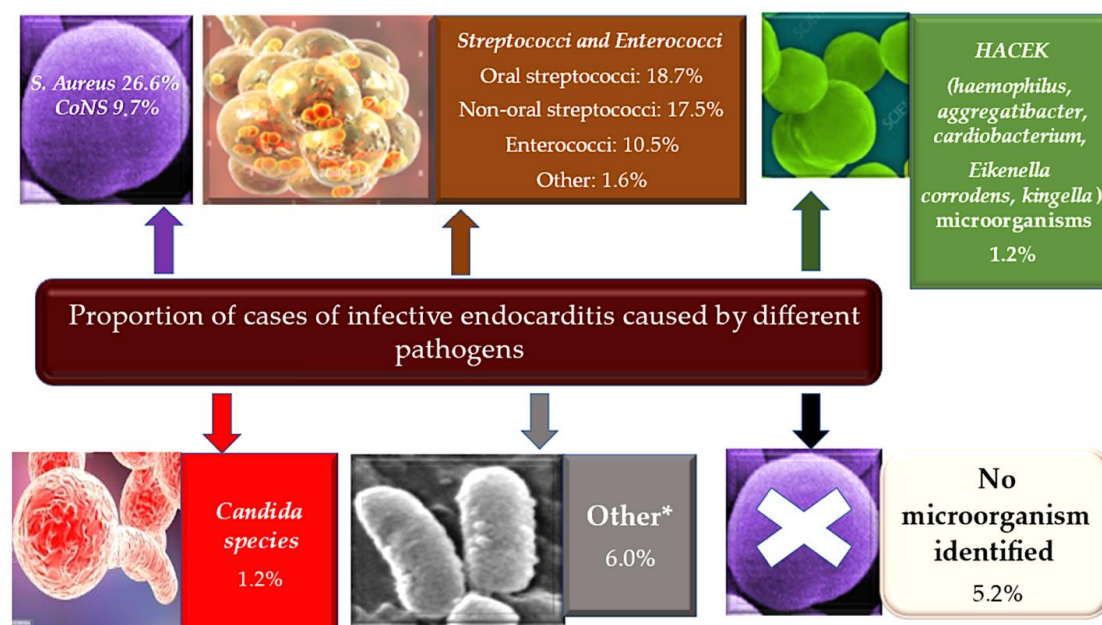 S. Aureus 26.6%
CoNS 9.7%
Streptococci and Enterococci
Oral streptococci: 18.7%
Non-oral streptococci: 17.5%
Enterococci: 10.5%
Other: 1.6%
HACEK
(haemophilus,
aggregatibacter,
cardiobacterium,
Eikenella
corrodens, kingella )
microorganisms
1.2%
Proportion of cases of infective endocarditis caused by different
pathogens
Candida
species
1.2%
Other*
6.0%
No
microorganism
identified
5.2%